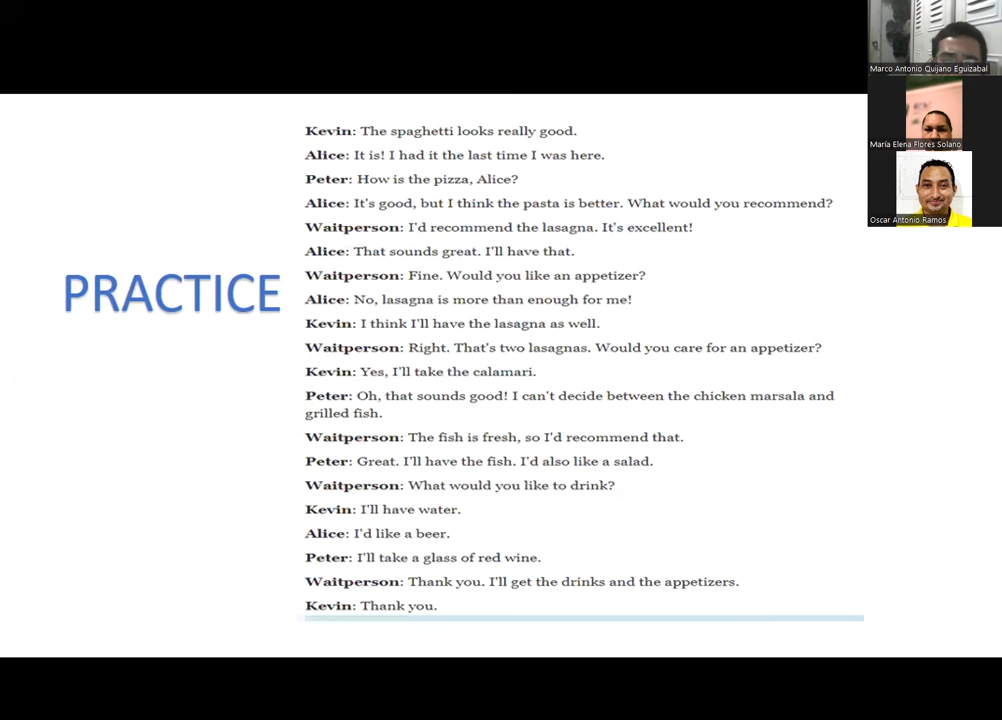 Kevin: The spaghetti looks really good.
Alice: It is! I had it the last time I was here.
Peter: How is the pizza, Alice?
Alice: It's good, but I think the pasta is better. What would you recommend?
Waitperson: I'd recommend the lasagna. It's excellent!
Alice: That sounds great. I'll have that.
Waitperson: Fine. Would you like an appetizer?
Alice: No, lasagna is more than enough for me!
Kevin: I think I'll have the lasagna as well.
Waitperson: Right. That's two lasagnas. Would you care for an appetizer?
Kevin: Yes, I'll take the calamari.
Peter: Oh, that sounds good! I can't decide between the chicken marsala and
grilled fish.
Waitperson: The fish is fresh, so I'd recommend that.
Peter: Great. I'll have the fish. I'd also like a salad.
Waitperson: What would you like to drink?
Kevin: I'll have water.
Alice: I'd like a beer.
Peter: I'll take a glass of red wine.
Waitperson: Thank you. I'll get the drinks and the appetizers.
Kevin: Thank you.
PRACTICE
Marco Antonio Quijano Eguizabal
María Elena Flores Solano
Oscar Antonio Ramos